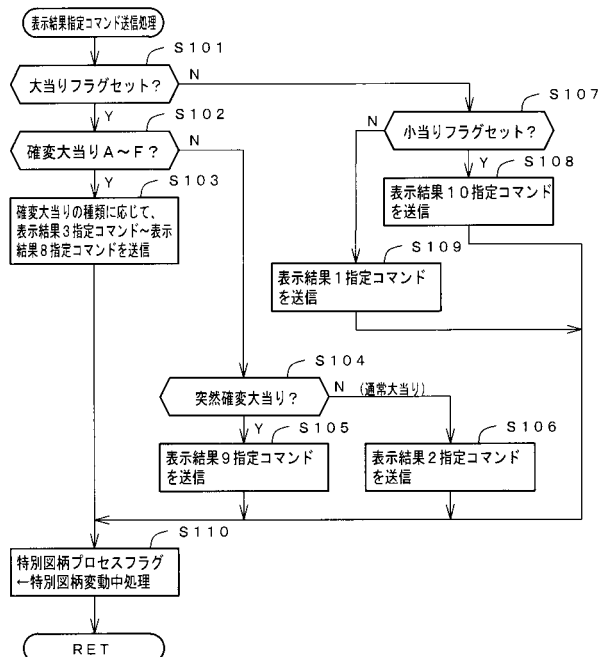 表示結果指定コマンド送信処理
S101
大当りフラグセット?
N
Y
S102
確変大当りA~F?
N
Y
S103
確変大当りの種類に応じて、
表示結果3指定コマンド~表示
結果8指定コマンドを送信
S107
小当りフラグセット?
N
Y
S108
表示結果10指定コマンド
を送信
S109
表示結果1指定コマンド
を送信
S104
突然確変大当り?
N (通常大当り)
Y
S105
表示結果9指定コマンド
を送信
S106
表示結果2指定コマンド
を送信
S110
特別図柄プロセスフラグ
←特別図柄変動中処理
RET